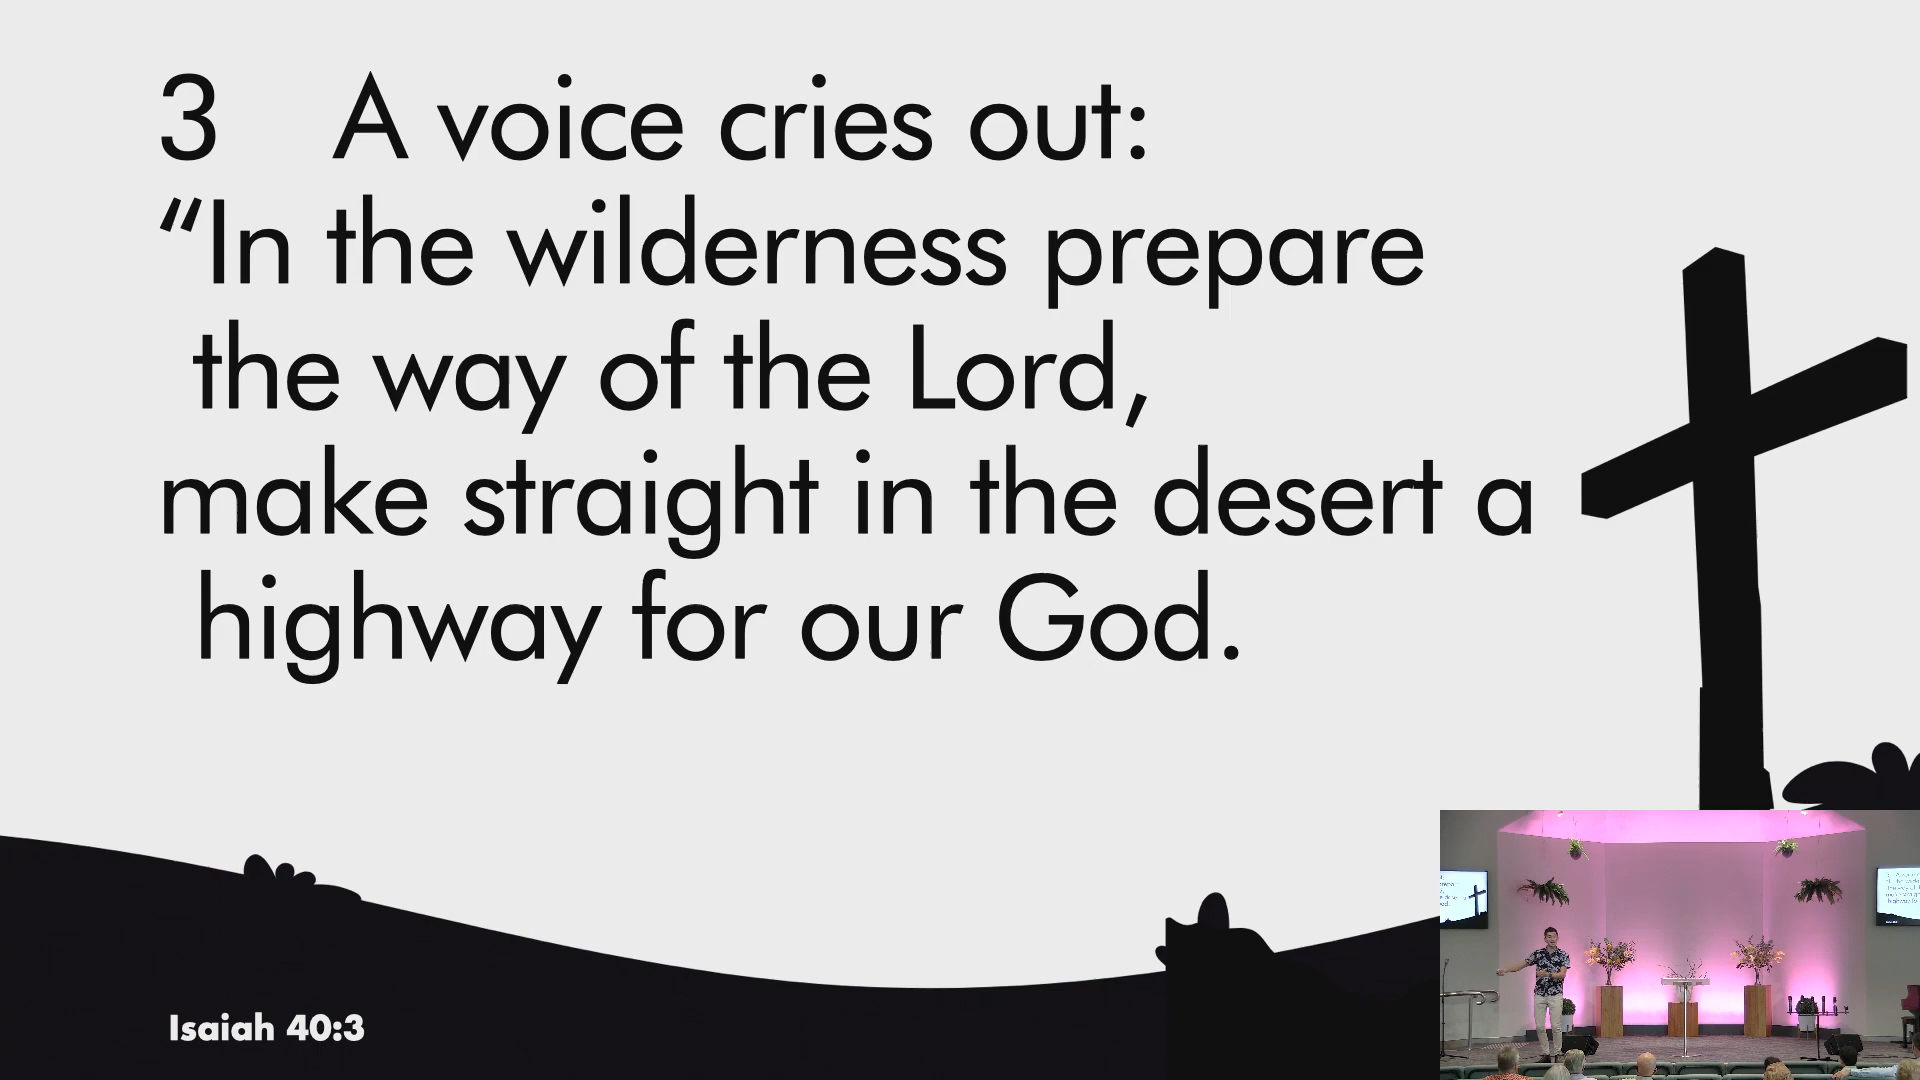 3 A voice cries out:
“In the wilderness prepare
the way of the Lord,
make straight in the desert a
highway for our God.
Isaiah 40:3